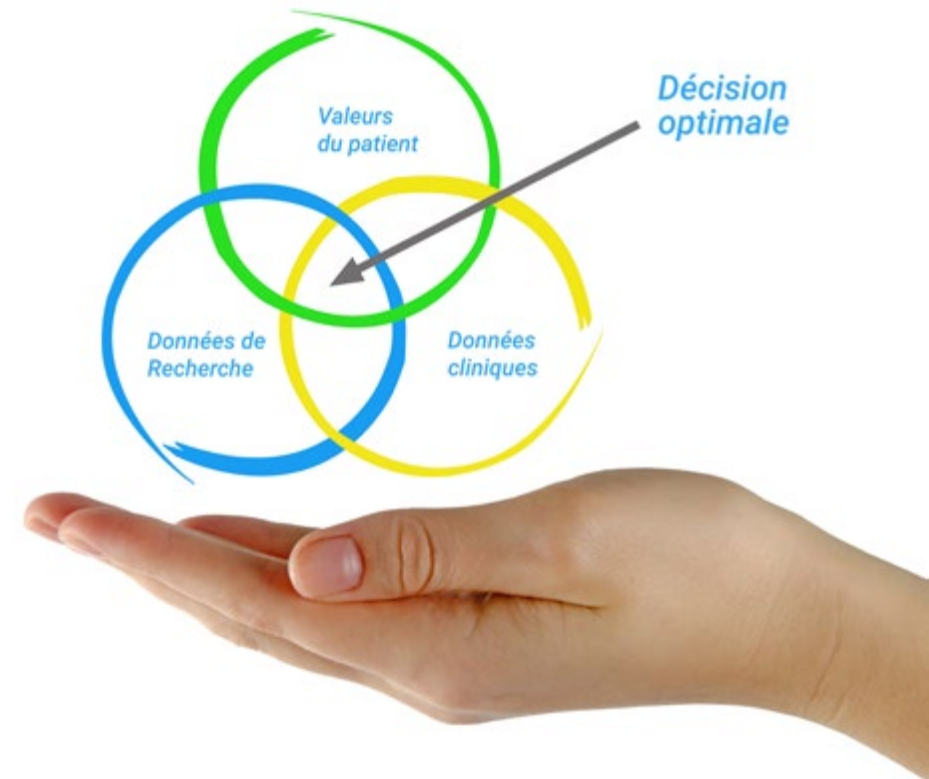 Valeurs
du patient
Décision
optimale
Données de
Recherche
Données
cliniques